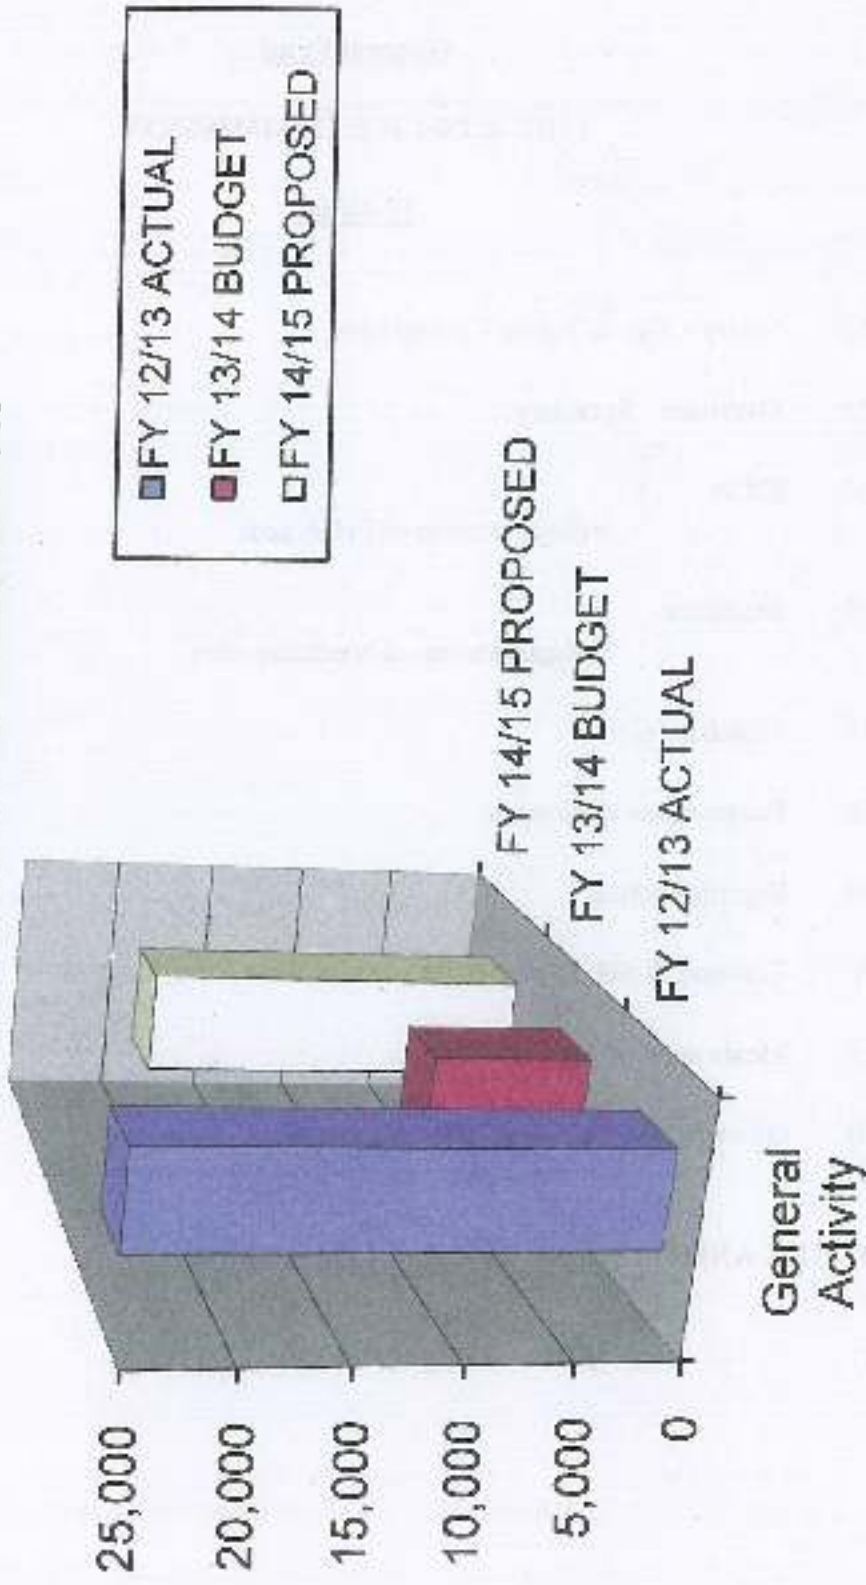 FY 12/13 ACTUAL
FY 13/14 BUDGET
FY 14/15 PROPOSED
25,000
20,000
15,000
10,000
5,000
0
FY 14/15 PROPOSED
FY 13/14 BUDGET
FY 12/13 ACTUAL
General
Activity